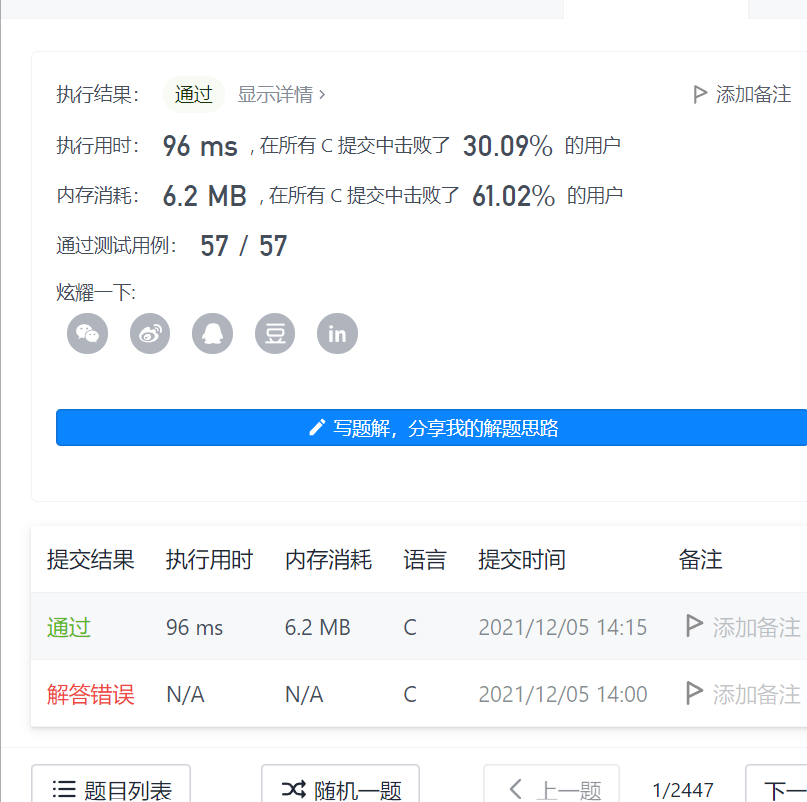 执行结果： 通过 显示详情 > 添加备注
执行用时： 96 ms , 在所有 C 提交中击败了 30.09% 的用户
内存消耗： 6.2 MB , 在所有 C 提交中击败了 61.02% 的用户
通过测试用例： 57 / 57
炫耀一下:
豆 in
写题解，分享我的解题思路
提交结果 执行用时 内存消耗 语言 提交时间 备注
通过 96 ms 6.2 MB C 2021/12/05 14:15 添加备注
解答错误 N/A N/A C 2021/12/05 14:00 添加备注
题目列表 随机一题 上一题 1/2447 下一